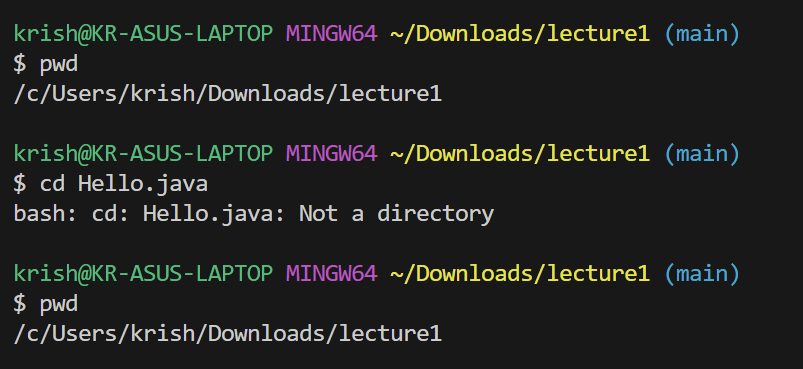 krish@KR-ASUS-LAPTOP MINGW64 ~/Downloads/lecture1 (main)
$ pwd
/c/Users/krish/Downloads/lecture1
krish@KR-ASUS-LAPTOP MINGW64 ~/Downloads/lecture1 (main)
$ cd Hello.java
bash: cd: Hello.java: Not a directory
krish@KR-ASUS-LAPTOP MINGW64 ~/Downloads/lecture1 (main)
$ pwd
/c/Users/krish/Downloads/lecture1